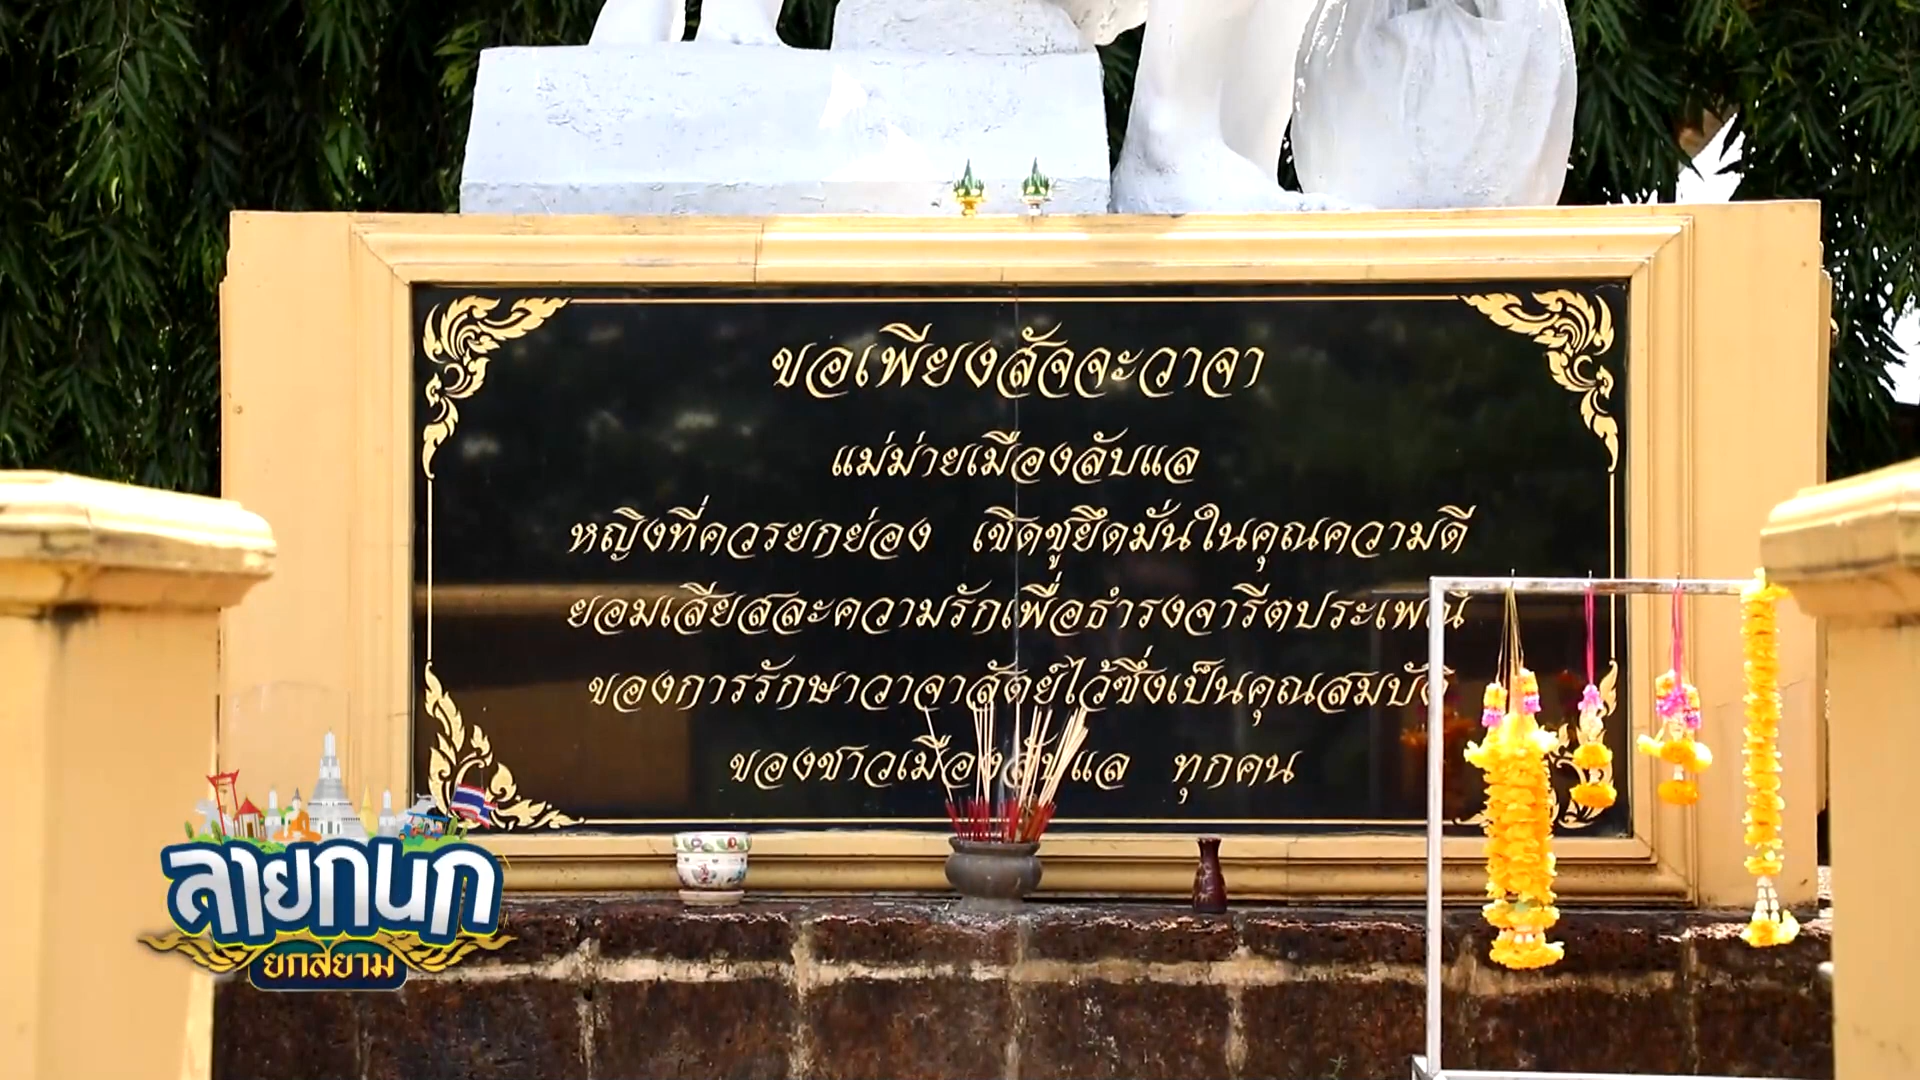 ขอเพียงสัจจะวาจา
แม่ม่ายเมืองลับแล
หญิงที่ควรยกย่อง เชิดชูยึดมั่นในคุณความดี
ยอมเสียสละความรักเพื่อธำรงจารีตประเพณี
ของการรักษาวาจาสัตย์ไว้ซึ่งเป็นคุณสมบัติ
ของชาวเมืองลับแล ทุกคน
ลายกนก
ยกสยาม